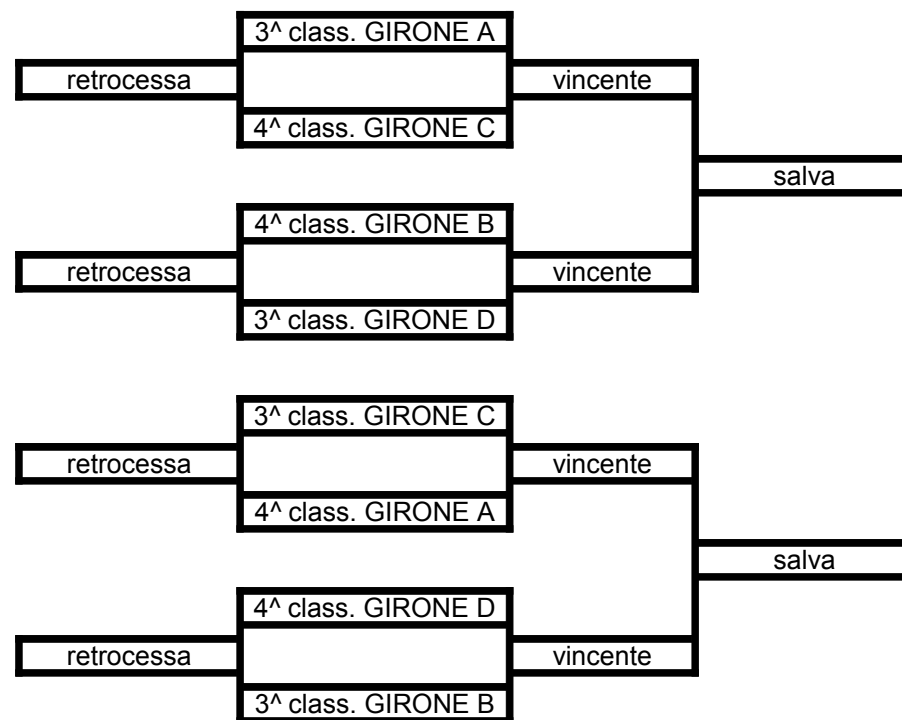 3^ class. GIRONE A
retrocessa
vincente
4^ class. GIRONE C
salva
4^ class. GIRONE B
retrocessa
vincente
3^ class. GIRONE D
3^ class. GIRONE C
retrocessa
vincente
4^ class. GIRONE A
salva
4^ class. GIRONE D
retrocessa
vincente
3^ class. GIRONE B